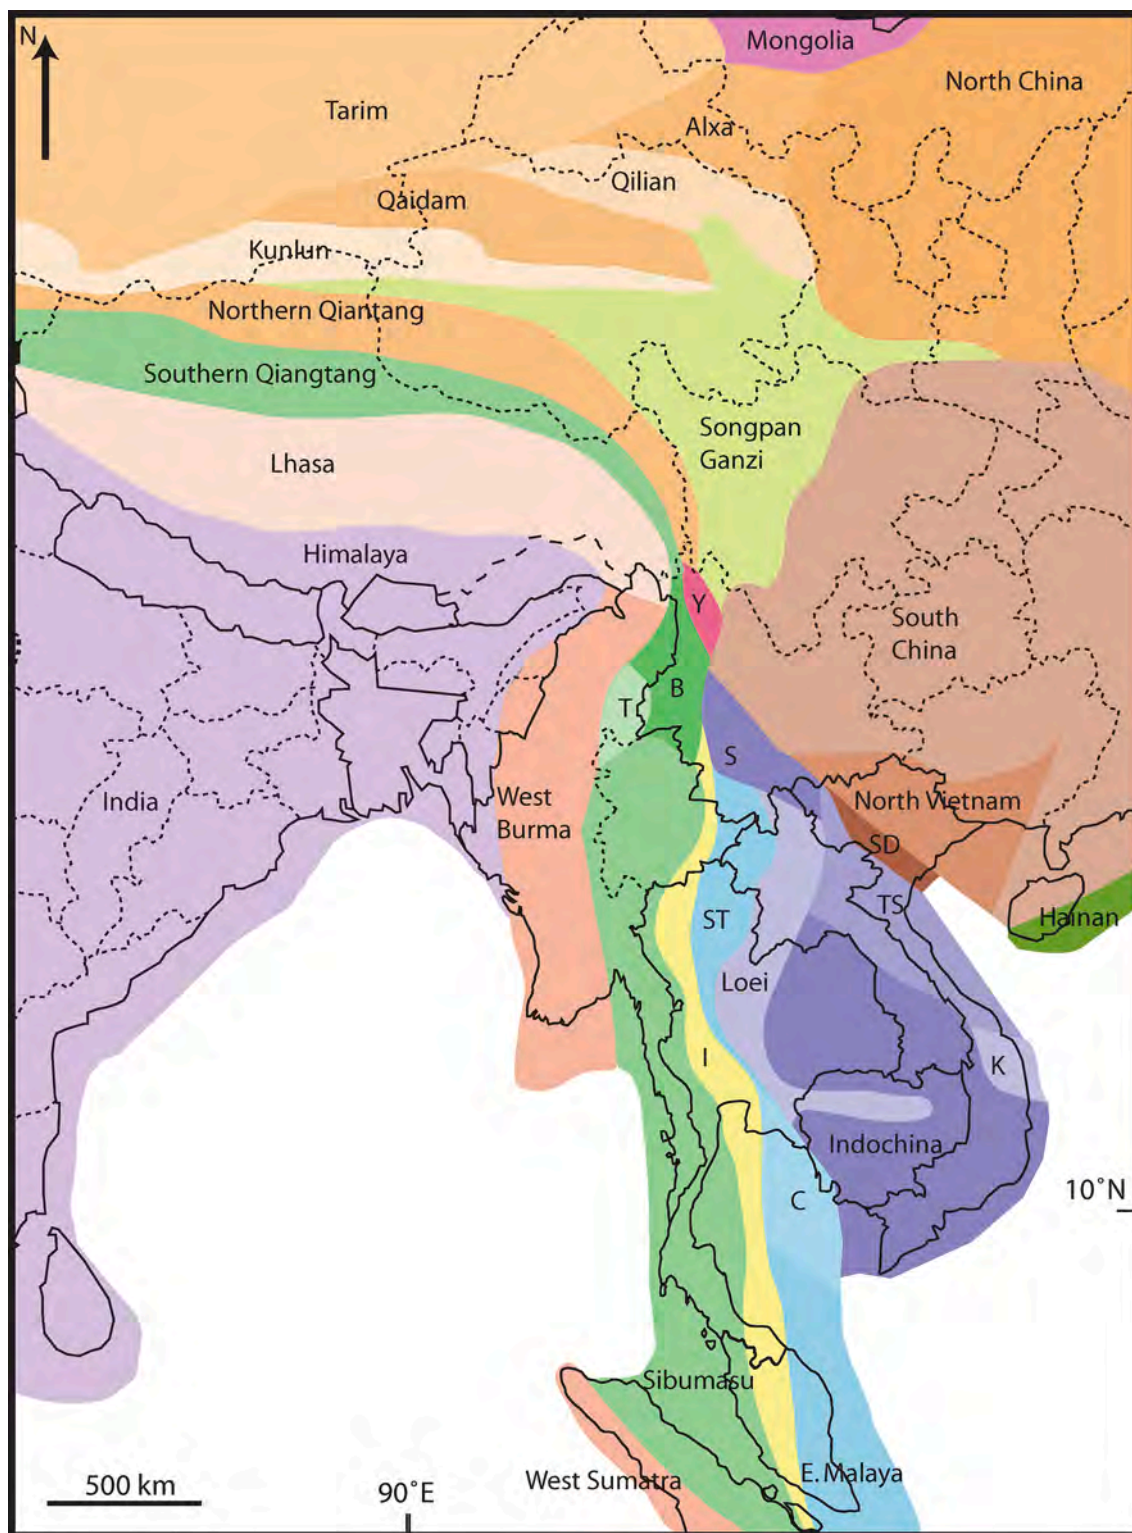 N
Mongolia
North China
Tarim
Alxa
Qilian
Qaidam
Kunlun
Northern Qiantang
Southern Qiangtang
Songpan
Ganzi
Lhasa
Himalaya
Y
South
China
B
T
S
India
West
Burma
North Vietnam
SD
TS
Hainan
ST
Loei
I
K
Indochina
10°N
C
Sibumasu
E. Malaya
West Sumatra
500 km
90°E